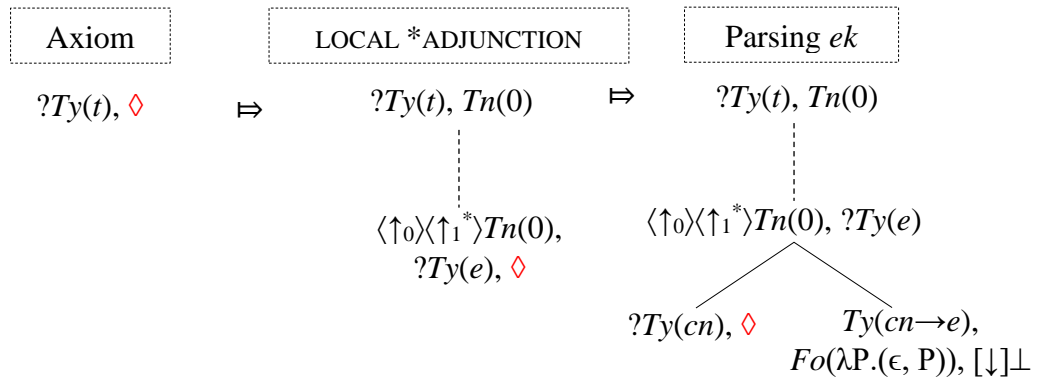 Axiom LOCAL *ADJUNCTION Parsing ek
?Ty(t), ◊ ⤇ ?Ty(t), Tn(0) ⤇ ?Ty(t), Tn(0)
⟨↑₀⟩⟨↑₁*⟩Tn(0), ⟨↑₀⟩⟨↑₁*⟩Tn(0), ?Ty(e)
?Ty(e), ◊
?Ty(cn), ◊ Ty(cn→e),
Fo(λP.(ϵ, P)), [↓]⊥